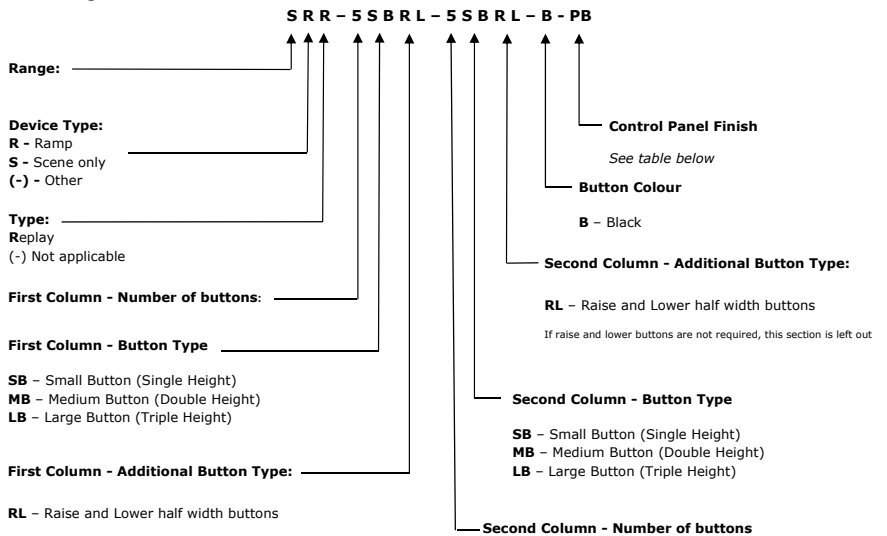 S R R – 5 S B R L – 5 S B R L – B - PB
Range:
Device Type:
R - Ramp
S - Scene only
(-) - Other
Type:
Replay
(-) Not applicable
First Column - Number of buttons:
First Column - Button Type
SB – Small Button (Single Height)
MB – Medium Button (Double Height)
LB – Large Button (Triple Height)
First Column - Additional Button Type:
RL – Raise and Lower half width buttons
Control Panel Finish
See table below
Button Colour
B – Black
Second Column - Additional Button Type:
RL – Raise and Lower half width buttons
If raise and lower buttons are not required, this section is left out
Second Column - Button Type
SB – Small Button (Single Height)
MB – Medium Button (Double Height)
LB – Large Button (Triple Height)
Second Column - Number of buttons